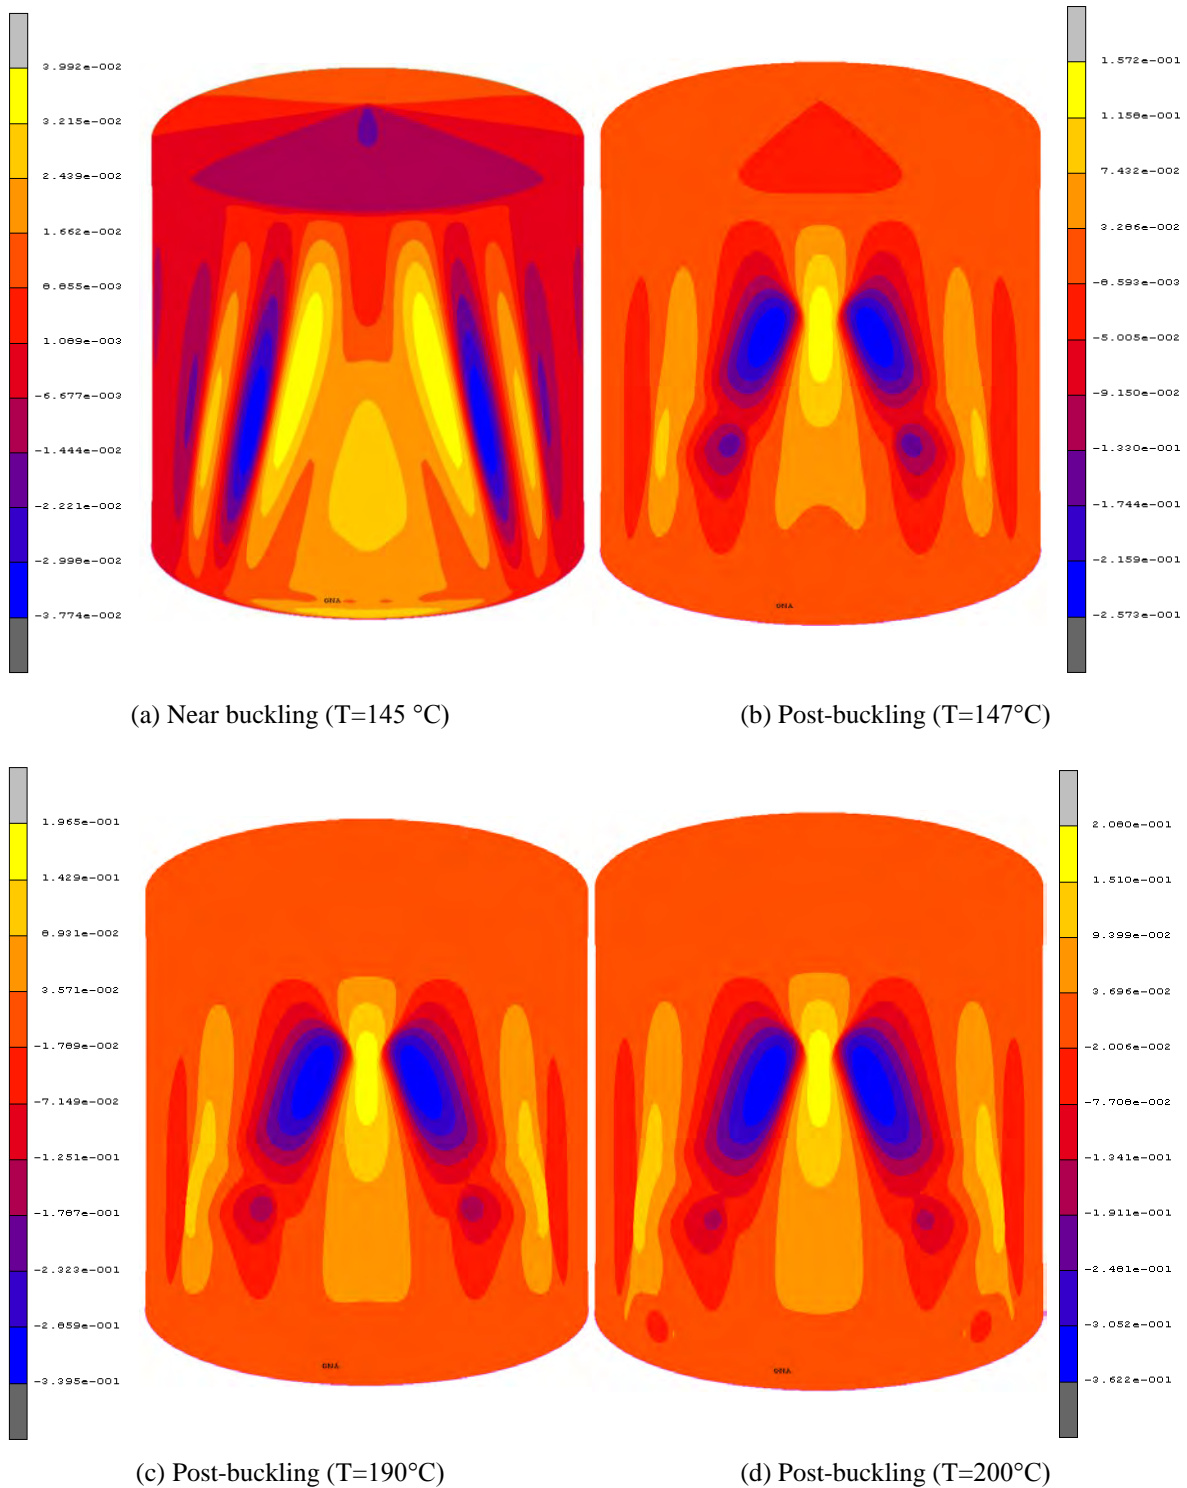 3.992e-002
3.215e-002
2.439e-002
1.662e-002
8.855e-003
1.089e-003
-6.677e-003
-1.444e-002
-2.221e-002
-2.998e-002
-3.774e-002
GNA
1.572e-001
1.158e-001
7.432e-002
3.286e-002
-8.593e-003
-5.005e-002
-9.150e-002
-1.330e-001
-1.744e-001
-2.159e-001
-2.573e-001
GNA
(a) Near buckling (T=145 °C)
(b) Post-buckling (T=147°C)
1.965e-001
1.429e-001
8.931e-002
3.571e-002
-1.789e-002
-7.149e-002
-1.251e-001
-1.787e-001
-2.323e-001
-2.859e-001
-3.395e-001
GNA
2.080e-001
1.510e-001
9.399e-002
3.696e-002
-2.006e-002
-7.708e-002
-1.341e-001
-1.911e-001
-2.481e-001
-3.052e-001
-3.622e-001
GNA
(c) Post-buckling (T=190°C)
(d) Post-buckling (T=200°C)